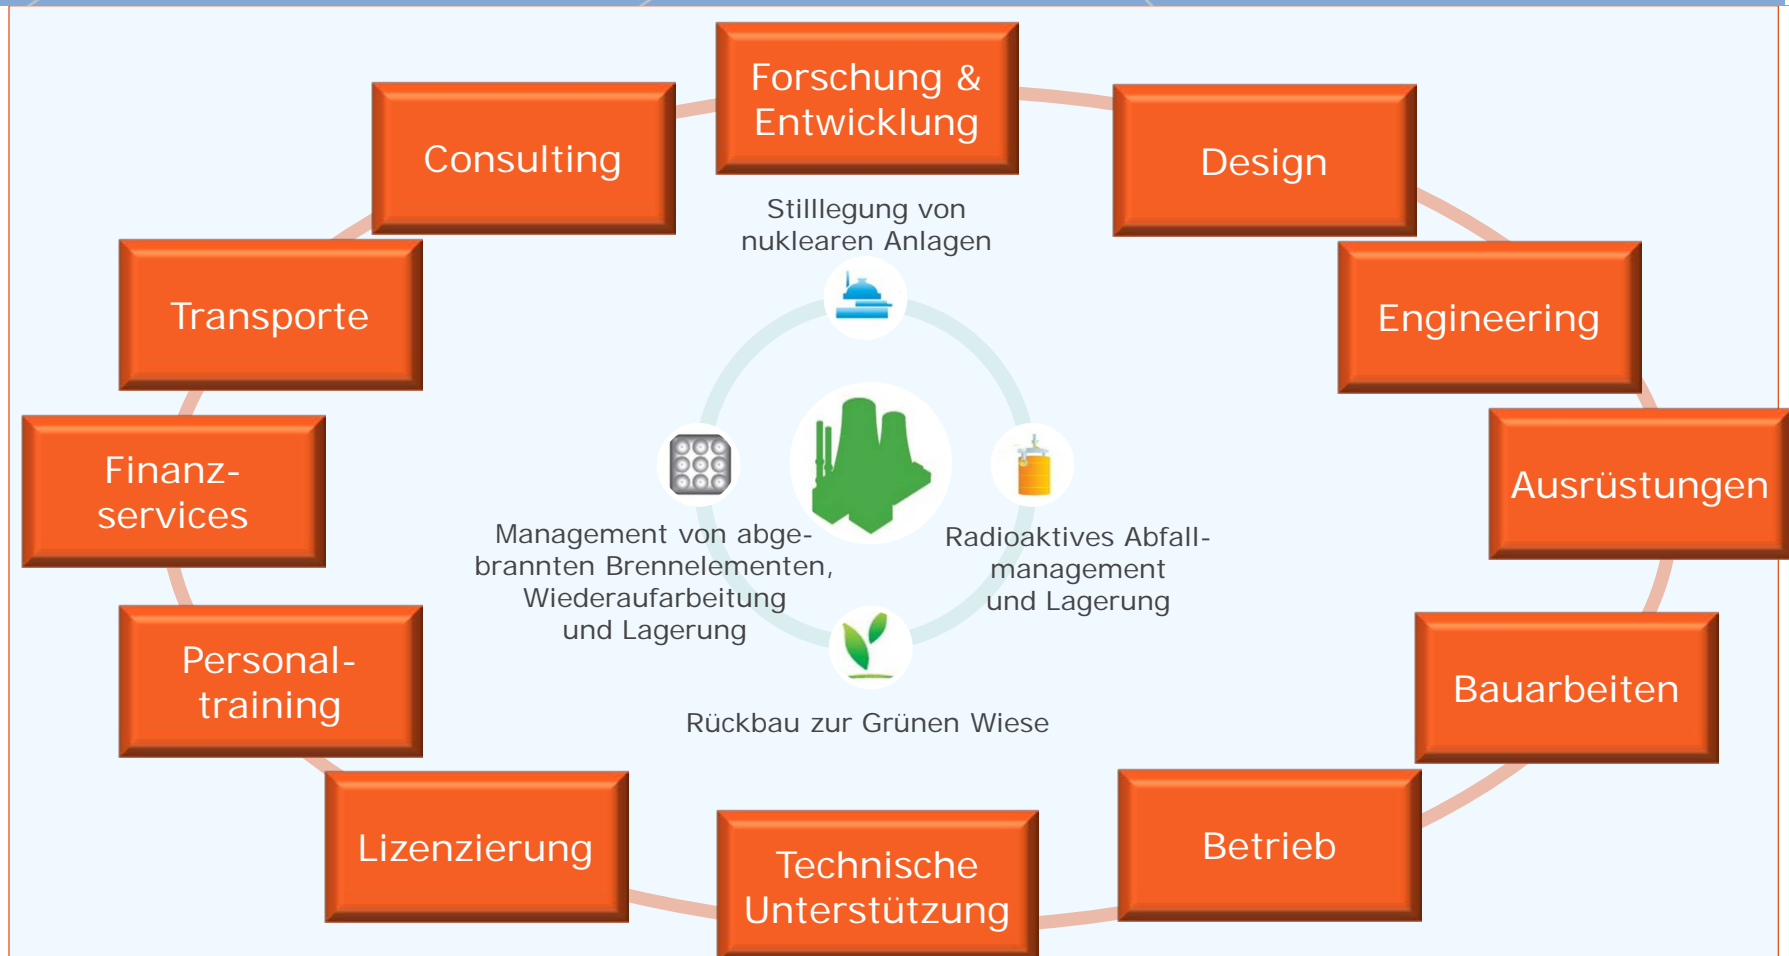 Forschung &
Entwicklung
Design
Engineering
Ausrüstungen
Bauarbeiten
Betrieb
Technische
Unterstützung
Lizenzierung
Personal-
training
Finanz-
services
Transporte
Consulting
Stilllegung von
nuklearen Anlagen
Radioaktives Abfall-
management
und Lagerung
Rückbau zur Grünen Wiese
Management von abge-
brannten Brennelementen,
Wiederaufarbeitung
und Lagerung